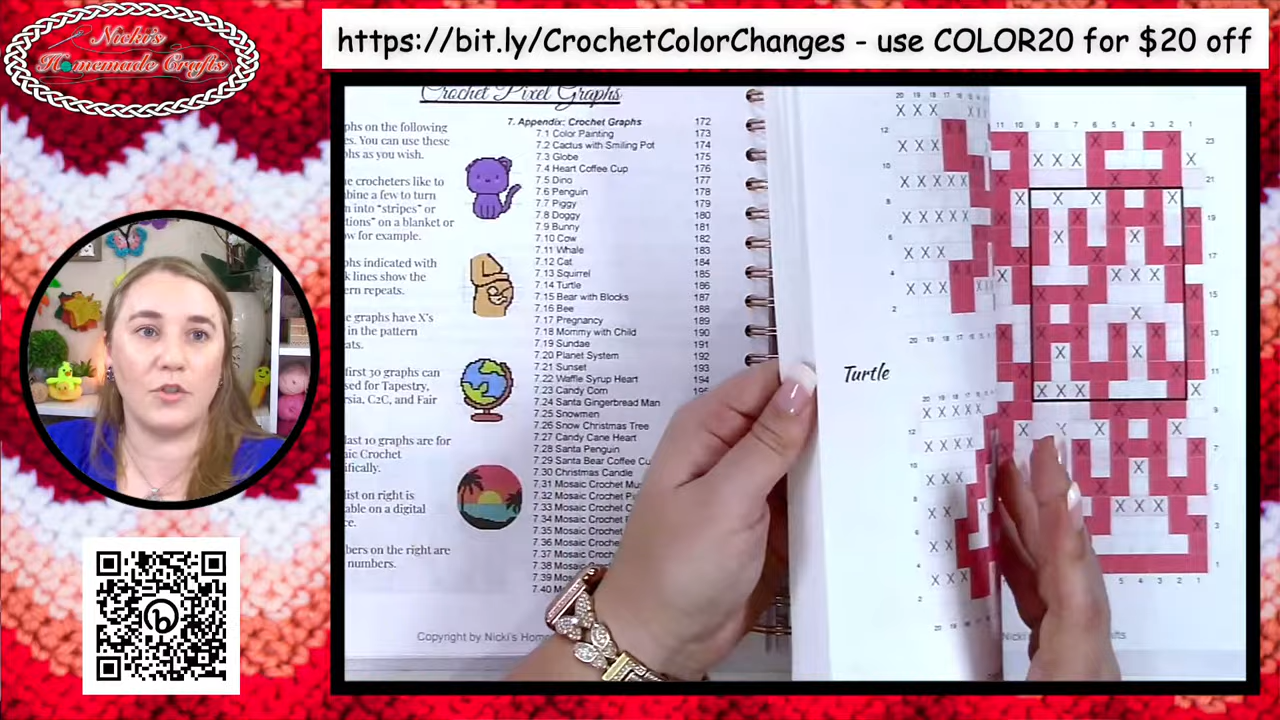 Nicki's
Homemade Crafts
https://bit.ly/CrochetColorChanges - use COLOR20 for $20 off
Crochet Pixel Graphs
phs on the following
es. You can use these
phs as you wish.
e crocheters like to
bine a few to turn
n into “stripes” or
tions” on a blanket or
ow for example.
phs indicated with
k lines show the
ern repeats.
e graphs have X’s
in the pattern
ats.
first 30 graphs can
sed for Tapestry,
rsia, C2C, and Fair
last 10 graphs are for
aic Crochet
ifically.
list on right is
able on a digital
ce.
bers on the right are
numbers.
7. Appendix: Crochet Graphs 172
7.1 Color Painting 173
7.2 Cactus with Smiling Pot 174
7.3 Globe 175
7.4 Heart Coffee Cup 176
7.5 Dino 177
7.6 Penguin 178
7.7 Piggy 179
7.8 Doggy 180
7.9 Bunny 181
7.10 Cow 182
7.11 Whale 183
7.12 Cat 184
7.13 Squirrel 185
7.14 Turtle 186
7.15 Bear with Blocks 187
7.16 Bee 188
7.17 Pregnancy 189
7.18 Mommy with Child 190
7.19 Sundae 191
7.20 Planet System 192
7.21 Sunset 193
7.22 Waffle Syrup Heart 194
7.23 Candy Corn 195
7.24 Santa Gingerbread Man
7.25 Snowmen
7.26 Snow Christmas Tree
7.27 Candy Cane Heart
7.28 Santa Penguin
7.29 Santa Bear Coffee Cu
7.30 Christmas Candle
7.31 Mosaic Crochet Mu
7.32 Mosaic Crochet Pi
7.33 Mosaic Crochet C
7.34 Mosaic Crochet
7.35 Mosaic Crochet
7.36 Mosaic Croche
7.37 Mosaic Croch
7.38 Mosaic Cro
7.39 Mo
7.40 Mo
Copyright by Nicki's Hom
Turtle